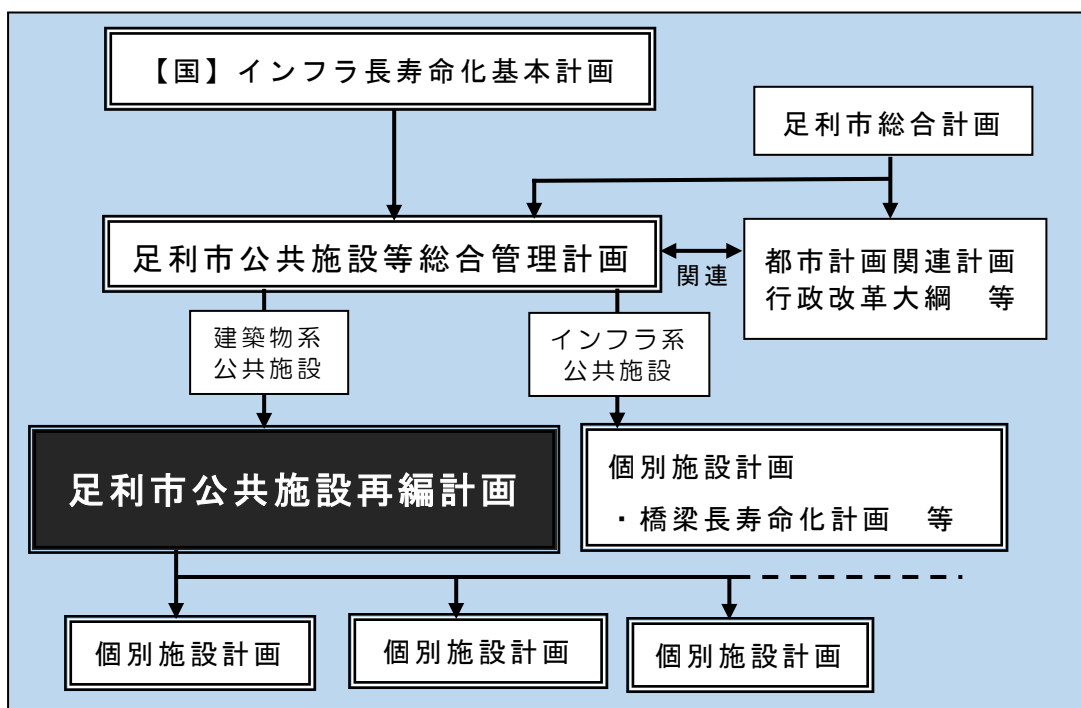 【国】インフラ長寿命化基本計画
足利市総合計画
足利市公共施設等総合管理計画
関連
都市計画関連計画
行政改革大綱　等
建築物系
公共施設
インフラ系
公共施設
足利市公共施設再編計画
個別施設計画
・橋梁長寿命化計画　等
個別施設計画
個別施設計画
個別施設計画